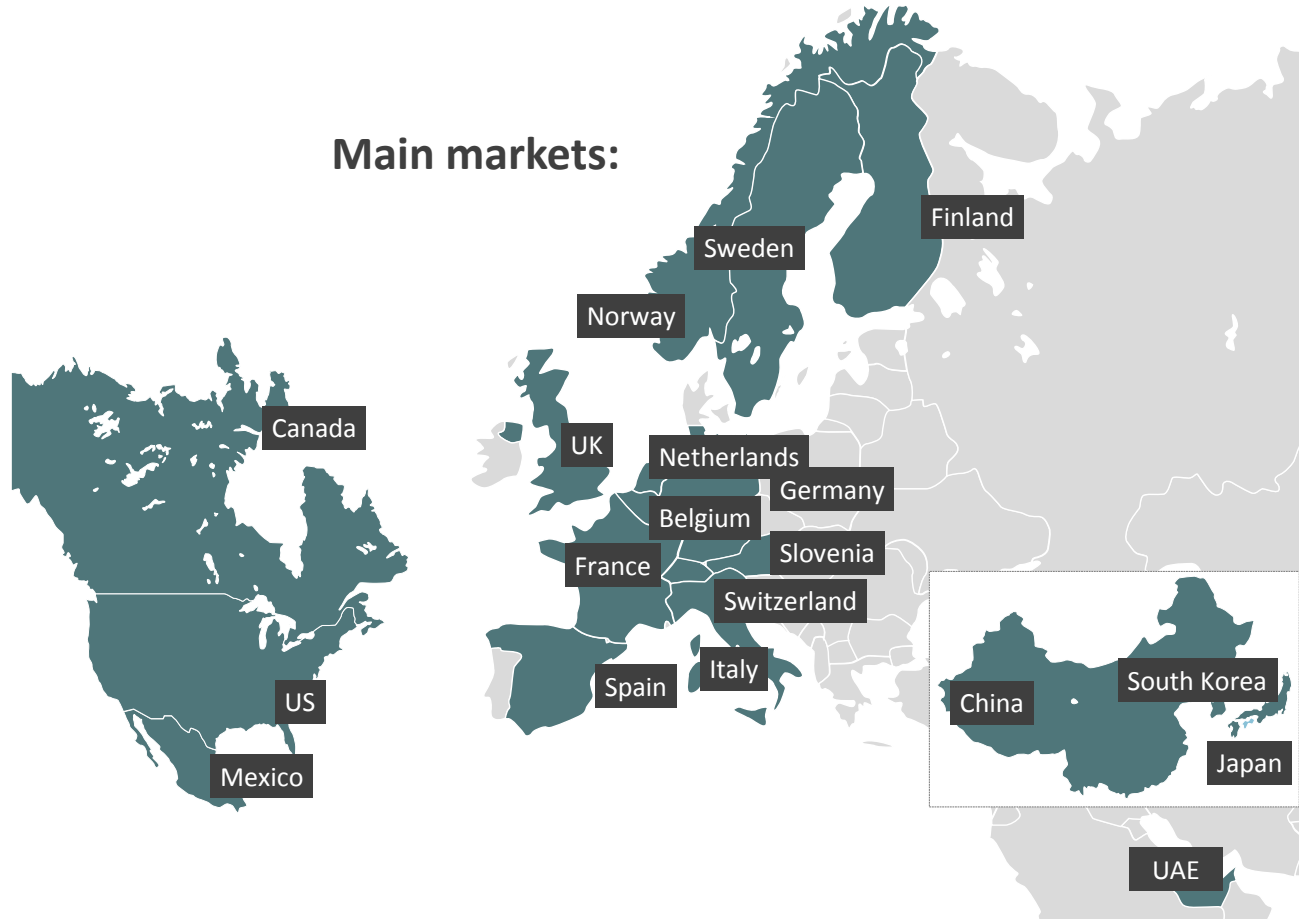 Main markets:
Finland
Sweden
Norway
Canada
UK
Netherlands
Germany
Belgium
Slovenia
France
Switzerland
Italy
Spain
South Korea
China
US
Japan
Mexico
UAE